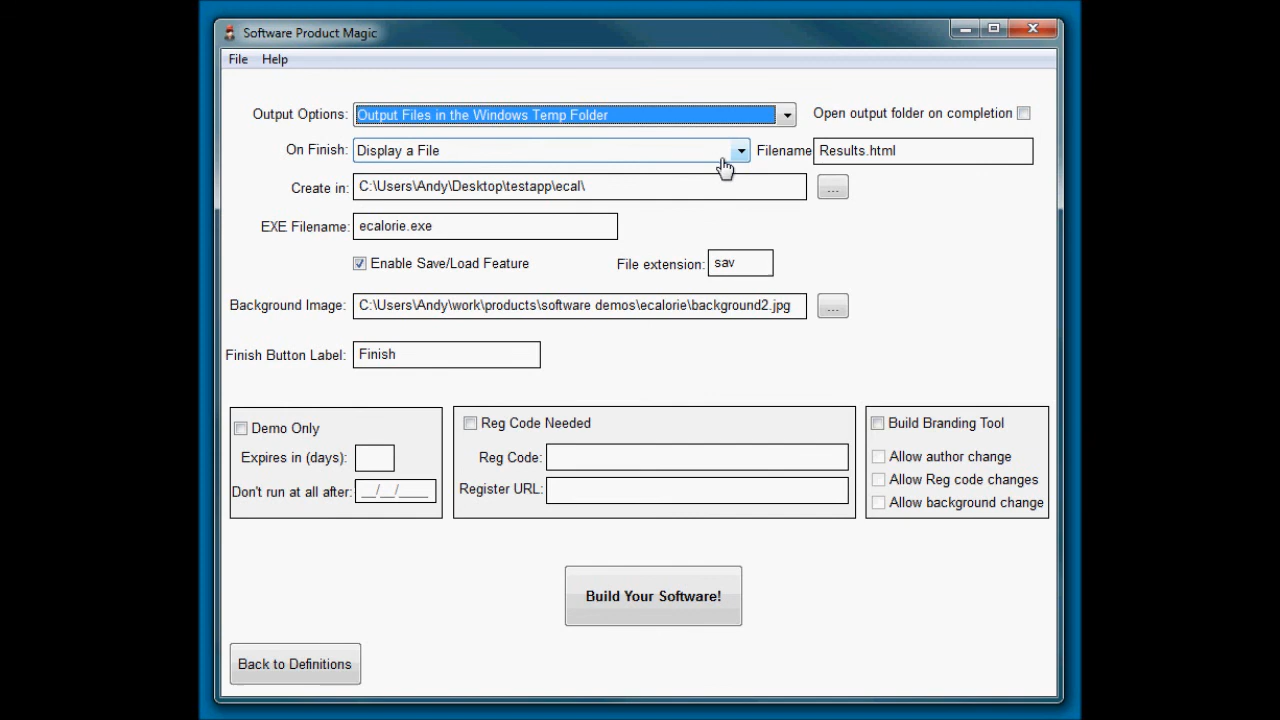 Software Product Magic
File Help
Output Options: Output Files in the Windows Temp Folder Open output folder on completion
On Finish: Display a File Filename Results.html
Create in: C:\Users\Andy\Desktop\testapp\ecal\ ...
EXE Filename: ecalorie.exe
Enable Save/Load Feature File extension: sav
Background Image: C:\Users\Andy\work\products\software demos\ecalorie\background2.jpg ...
Finish Button Label: Finish
Demo Only
Expires in (days):
Don't run at all after: __/__/____
Reg Code Needed
Reg Code:
Register URL:
Build Branding Tool
Allow author change
Allow Reg code changes
Allow background change
Build Your Software!
Back to Definitions